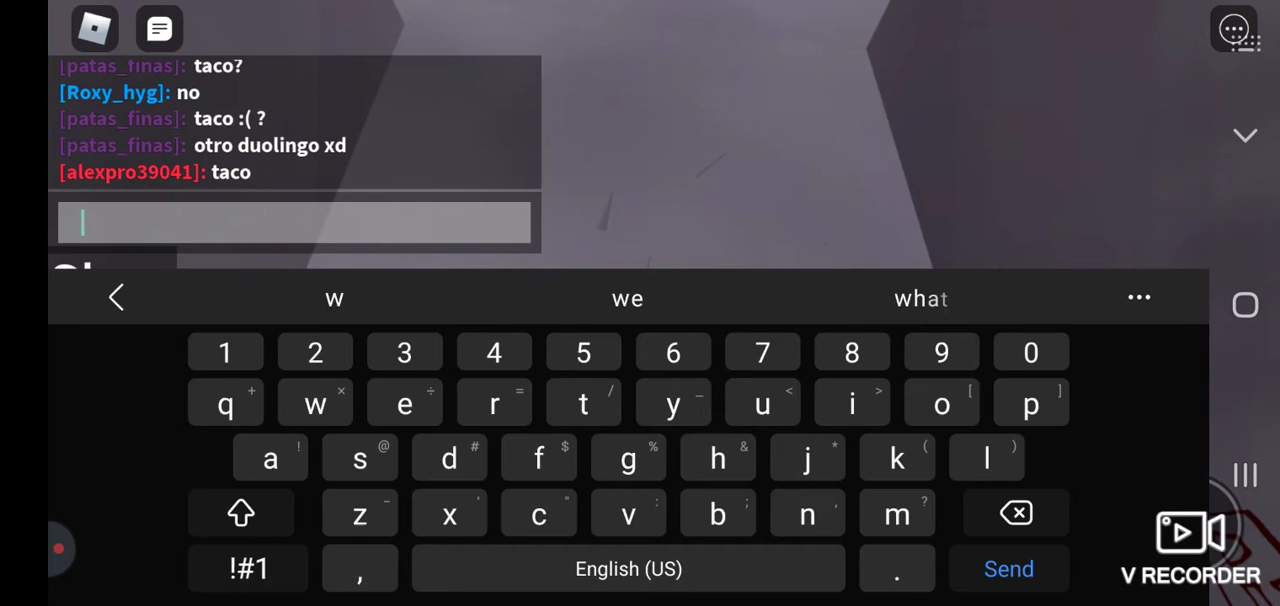 [patas_finas]: taco?
[Roxy_hyg]: no
[patas_finas]: taco :( ?
[patas_finas]: otro duolingo xd
[alexpro39041]: taco
w we what
1 2 3 4 5 6 7 8 9 0
q + w × e ÷ r = t / y _ u < i > o [ p ]
a ! s @ d # f $ g % h & j * k ( l )
z - x ' c " v : b ; n , m ?
!#1 , English (US) . Send
V RECORDER